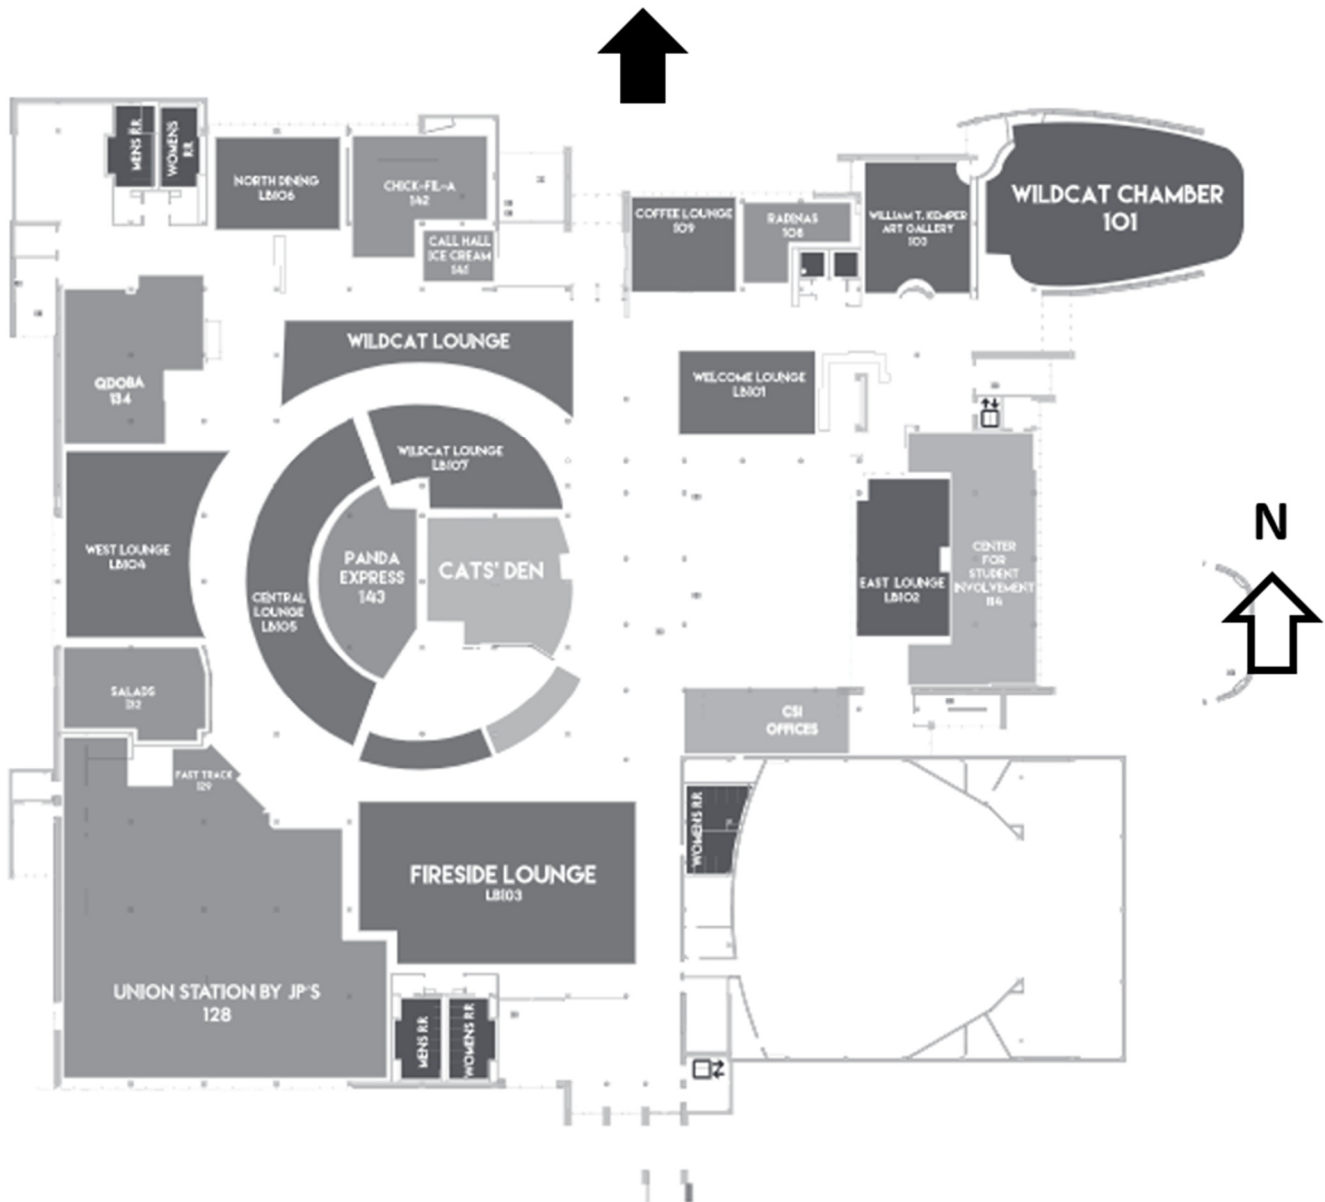 MENS RR
WOMENS
RR
NORTH DINING
LB106
CHICK-FIL-A
142
CALL HALL
ICE CREAM
141
COFFEE LOUNGE
109
RADINAS
108
WILLIAM T. KEMPER
ART GALLERY
103
WILDCAT CHAMBER
101
WILDCAT LOUNGE
WELCOME LOUNGE
LB101
QDOBA
134
WILDCAT LOUNGE
LB107
WEST LOUNGE
LB104
PANDA
EXPRESS
143
CATS' DEN
CENTRAL
LOUNGE
LB105
EAST LOUNGE
LB102
CENTER
FOR
STUDENT
INVOLVEMENT
114
N
SALADS
132
CSI
OFFICES
FAST TRACK
129
WOMENS RR
FIRESIDE LOUNGE
LB103
UNION STATION BY JP'S
128
MENS RR
WOMENS RR